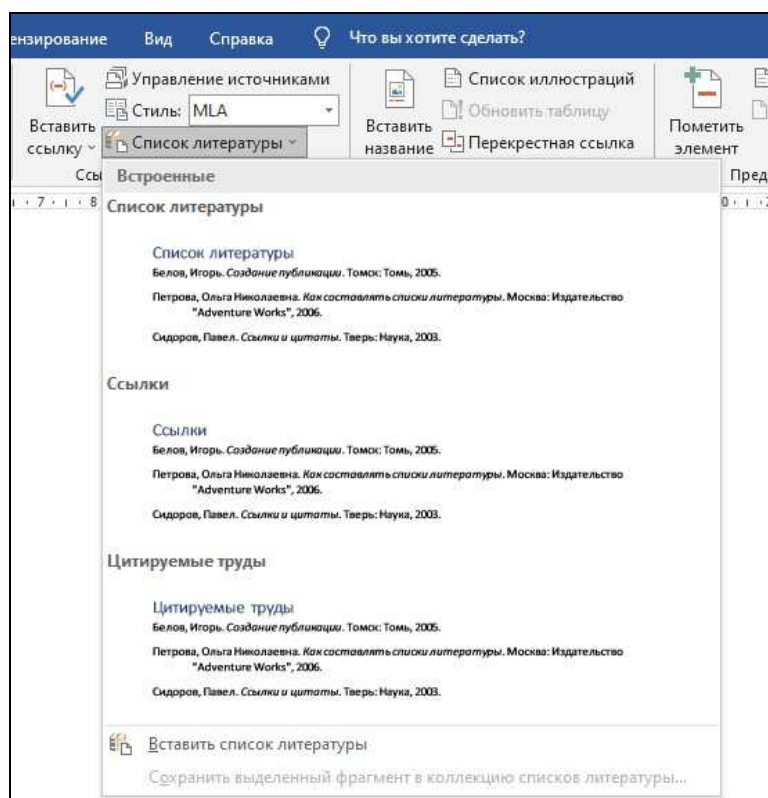 ензирование Вид Справка Что вы хотите сделать?
Вставить ссылку
Управление источниками
Стиль: MLA
Список литературы
Вставить название
Список иллюстраций
Обновить таблицу
Перекрестная ссылка
Пометить элемент
Ссы
Пред
7 8
Встроенные
Список литературы
Список литературы
Белов, Игорь. Создание публикации. Томск: Томь, 2005.
Петрова, Ольга Николаевна. Как составлять списки литературы. Москва: Издательство
"Adventure Works", 2006.
Сидоров, Павел. Ссылки и цитаты. Тверь: Наука, 2003.
Ссылки
Ссылки
Белов, Игорь. Создание публикации. Томск: Томь, 2005.
Петрова, Ольга Николаевна. Как составлять списки литературы. Москва: Издательство
"Adventure Works", 2006.
Сидоров, Павел. Ссылки и цитаты. Тверь: Наука, 2003.
Цитируемые труды
Цитируемые труды
Белов, Игорь. Создание публикации. Томск: Томь, 2005.
Петрова, Ольга Николаевна. Как составлять списки литературы. Москва: Издательство
"Adventure Works", 2006.
Сидоров, Павел. Ссылки и цитаты. Тверь: Наука, 2003.
Вставить список литературы
Сохранить выделенный фрагмент в коллекцию списков литературы...